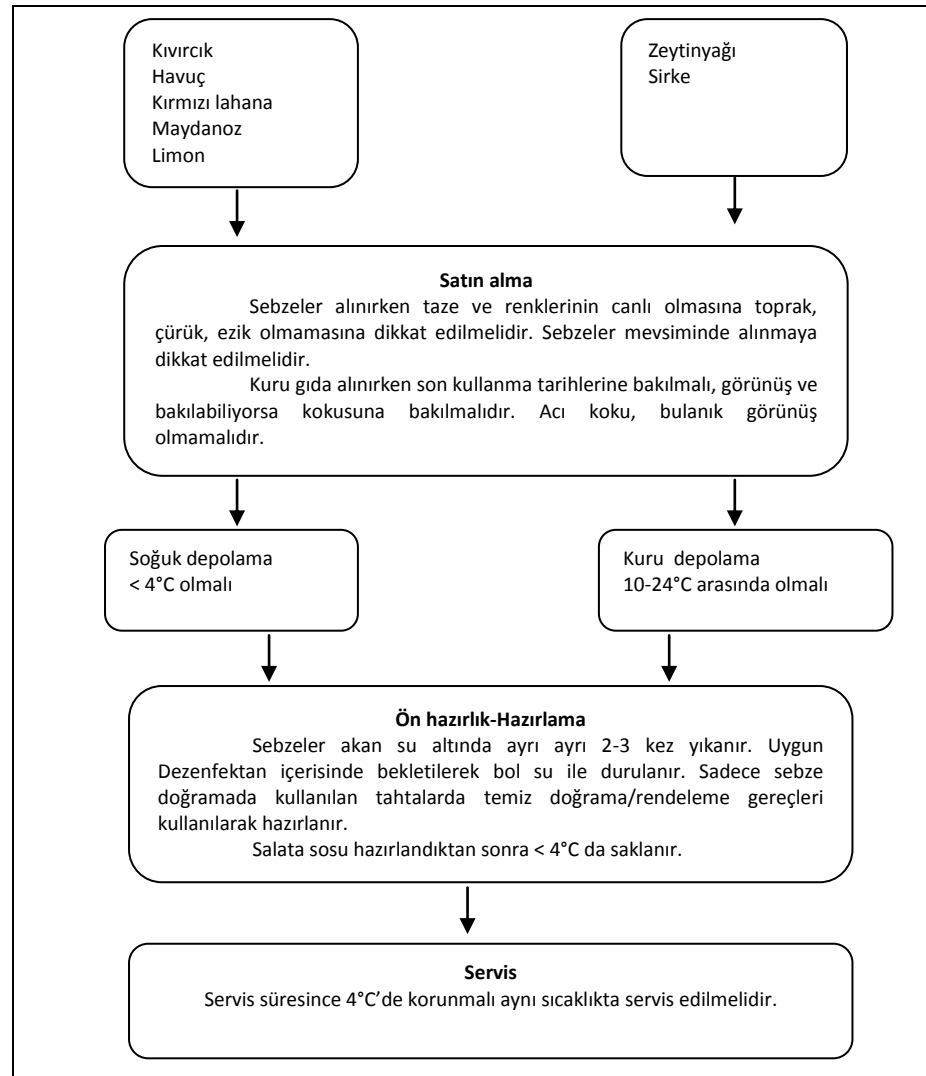 Kıvırcık
Havuç
Kırmızı lahana
Maydanoz
Limon
Zeytinyağı
Sirke
Satın alma
Sebzeler alınırken taze ve renklerinin canlı olmasına toprak,
çürük, ezik olmamasına dikkat edilmelidir. Sebzeler mevsiminde alınmaya
dikkat edilmelidir.
Kuru gıda alınırken son kullanma tarihlerine bakılmalı, görünüş ve
bakılabiliyorsa kokusuna bakılmalıdır. Acı koku, bulanık görünüş
olmamalıdır.
Soğuk depolama
< 4°C olmalı
Kuru depolama
10-24°C arasında olmalı
Ön hazırlık-Hazırlama
Sebzeler akan su altında ayrı ayrı 2-3 kez yıkanır. Uygun
Dezenfektan içerisinde bekletilerek bol su ile durulanır. Sadece sebze
doğramada kullanılan tahtalarda temiz doğrama/rendeleme gereçleri
kullanılarak hazırlanır.
Salata sosu hazırlandıktan sonra < 4°C da saklanır.
Servis
Servis süresince 4°C’de korunmalı aynı sıcaklıkta servis edilmelidir.